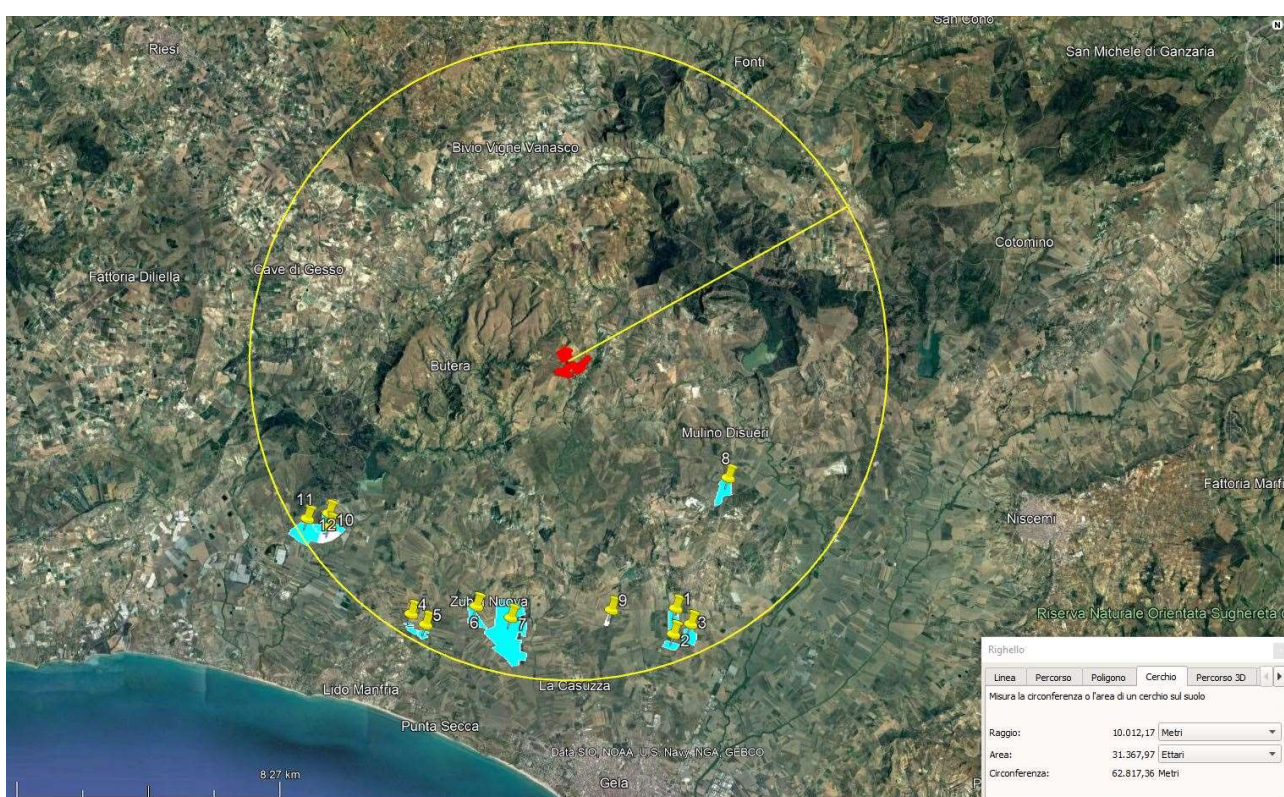 San Cono
N
Riesi
San Michele di Ganzaria
Fonti
Bivio Vigne Vanasco
Cotomino
Cave di Gesso
Fattoria Diliella
Butera
Mulino Disueri
8
Fattoria Marfi
11
12
10
Niscemi
4
5
Zubia Nuova
6
7
9
1
3
2
Riserva Naturale Orientata Sughereta
Lido Manfria
La Casuzza
Punta Secca
Data SIO, NOAA, U.S. Navy, NGA, GEBCO
8.27 km
Gela
Righello
Linea Percorso Poligono Cerchio Percorso 3D
Misura la circonferenza o l'area di un cerchio sul suolo
Raggio: 10.012,17 Metri
Area: 31.367,97 Ettari
Circonferenza: 62.817,36 Metri